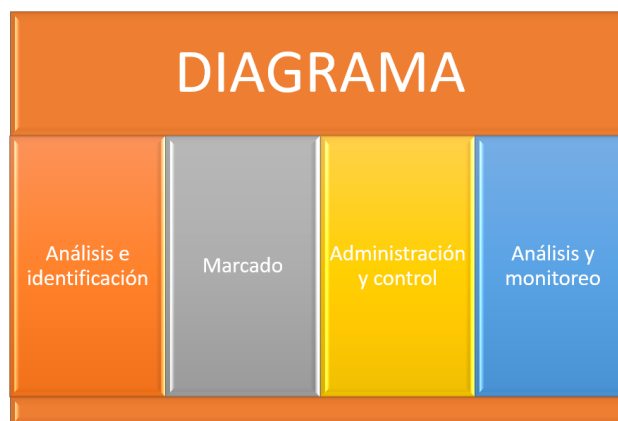 DIAGRAMA
Análisis e
identificación
Marcado
Administración
y control
Análisis y
monitoreo